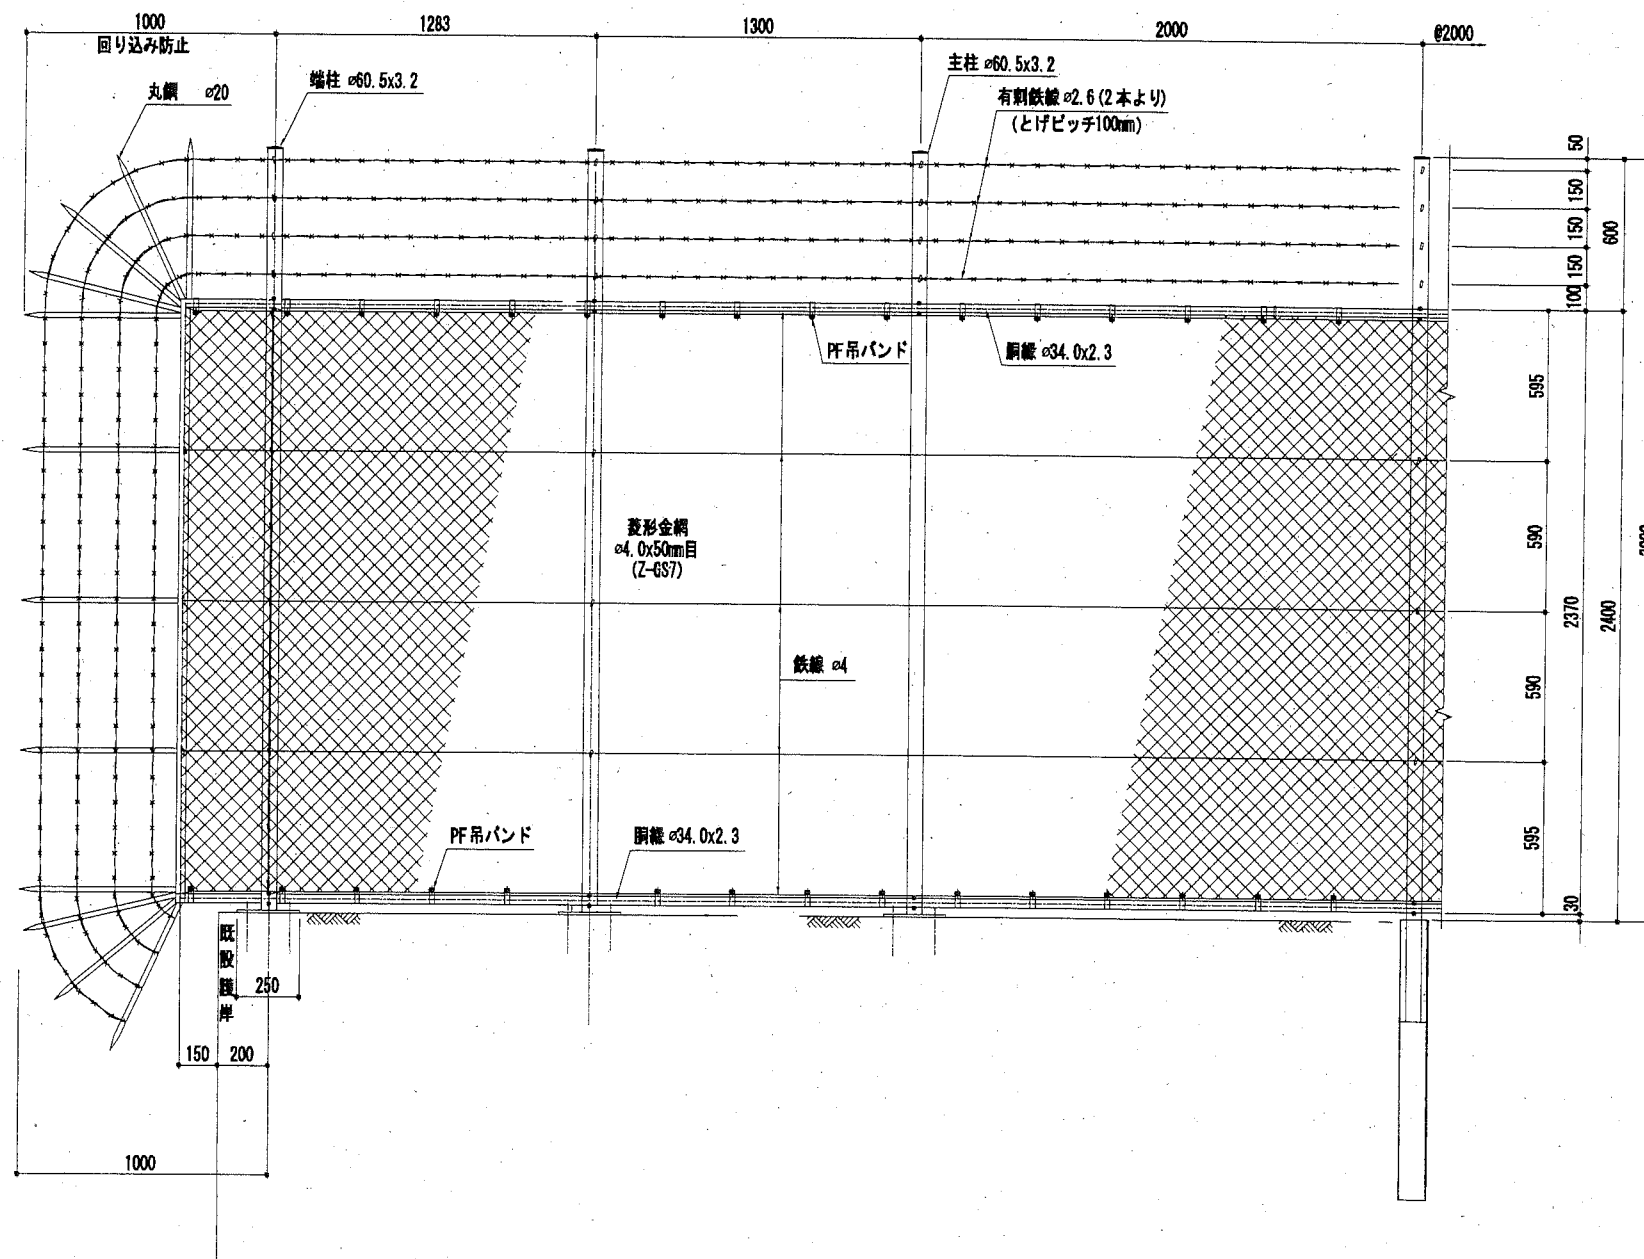 1000
1283
1300
2000
@2000
回り込み防止
丸鋼 ø20
端柱 ø60.5x3.2
主柱 ø60.5x3.2
有刺鉄線 ø2.6 (2本より)
(とげピッチ100mm)
50
150
150
150
100
600
PF吊バンド
胴縁 ø34.0x2.3
595
590
590
595
30
2370
2400
菱形金網
ø4.0x50mm目
(Z-GS7)
鉄線 ø4
PF吊バンド
胴縁 ø34.0x2.3
既設護岸
250
150
200
1000